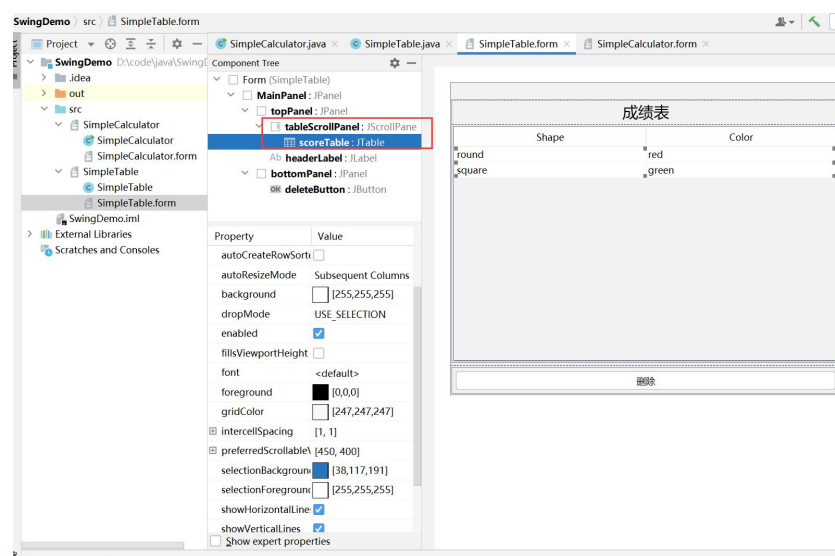 SwingDemo > src > SimpleTable.form
Project
SimpleCalculator.java × SimpleTable.java × SimpleTable.form × SimpleCalculator.form ×
Project
SwingDemo D:\code\java\Swing
.idea
out
src
SimpleCalculator
SimpleCalculator
SimpleCalculator.form
SimpleTable
SimpleTable
SimpleTable.form
SwingDemo.iml
External Libraries
Scratches and Consoles
Component Tree
Form (SimpleTable)
MainPanel : JPanel
topPanel : JPanel
tableScrollPanel : JScrollPane
scoreTable : JTable
Ab headerLabel : JLabel
bottomPanel : JPanel
OK deleteButton : JButton
Property Value
autoCreateRowSorte
autoResizeMode Subsequent Columns
background [255,255,255]
dropMode USE_SELECTION
enabled
fillsViewportHeight
font <default>
foreground [0,0,0]
gridColor [247,247,247]
intercellSpacing [1, 1]
preferredScrollable\ [450, 400]
selectionBackgroun [38,117,191]
selectionForeground [255,255,255]
showHorizontalLine
showVerticalLines
Show expert properties
成绩表
Shape Color
round red
square green
删除